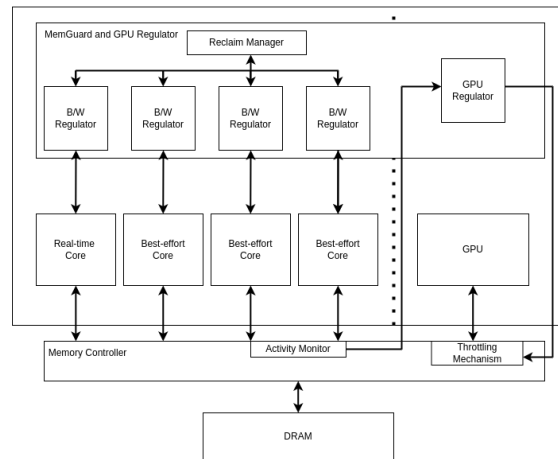 MemGuard and GPU Regulator
Reclaim Manager
B/W
Regulator
B/W
Regulator
B/W
Regulator
B/W
Regulator
GPU
Regulator
Real-time
Core
Best-effort
Core
Best-effort
Core
Best-effort
Core
GPU
Memory Controller
Activity Monitor
Throttling
Mechanism
DRAM